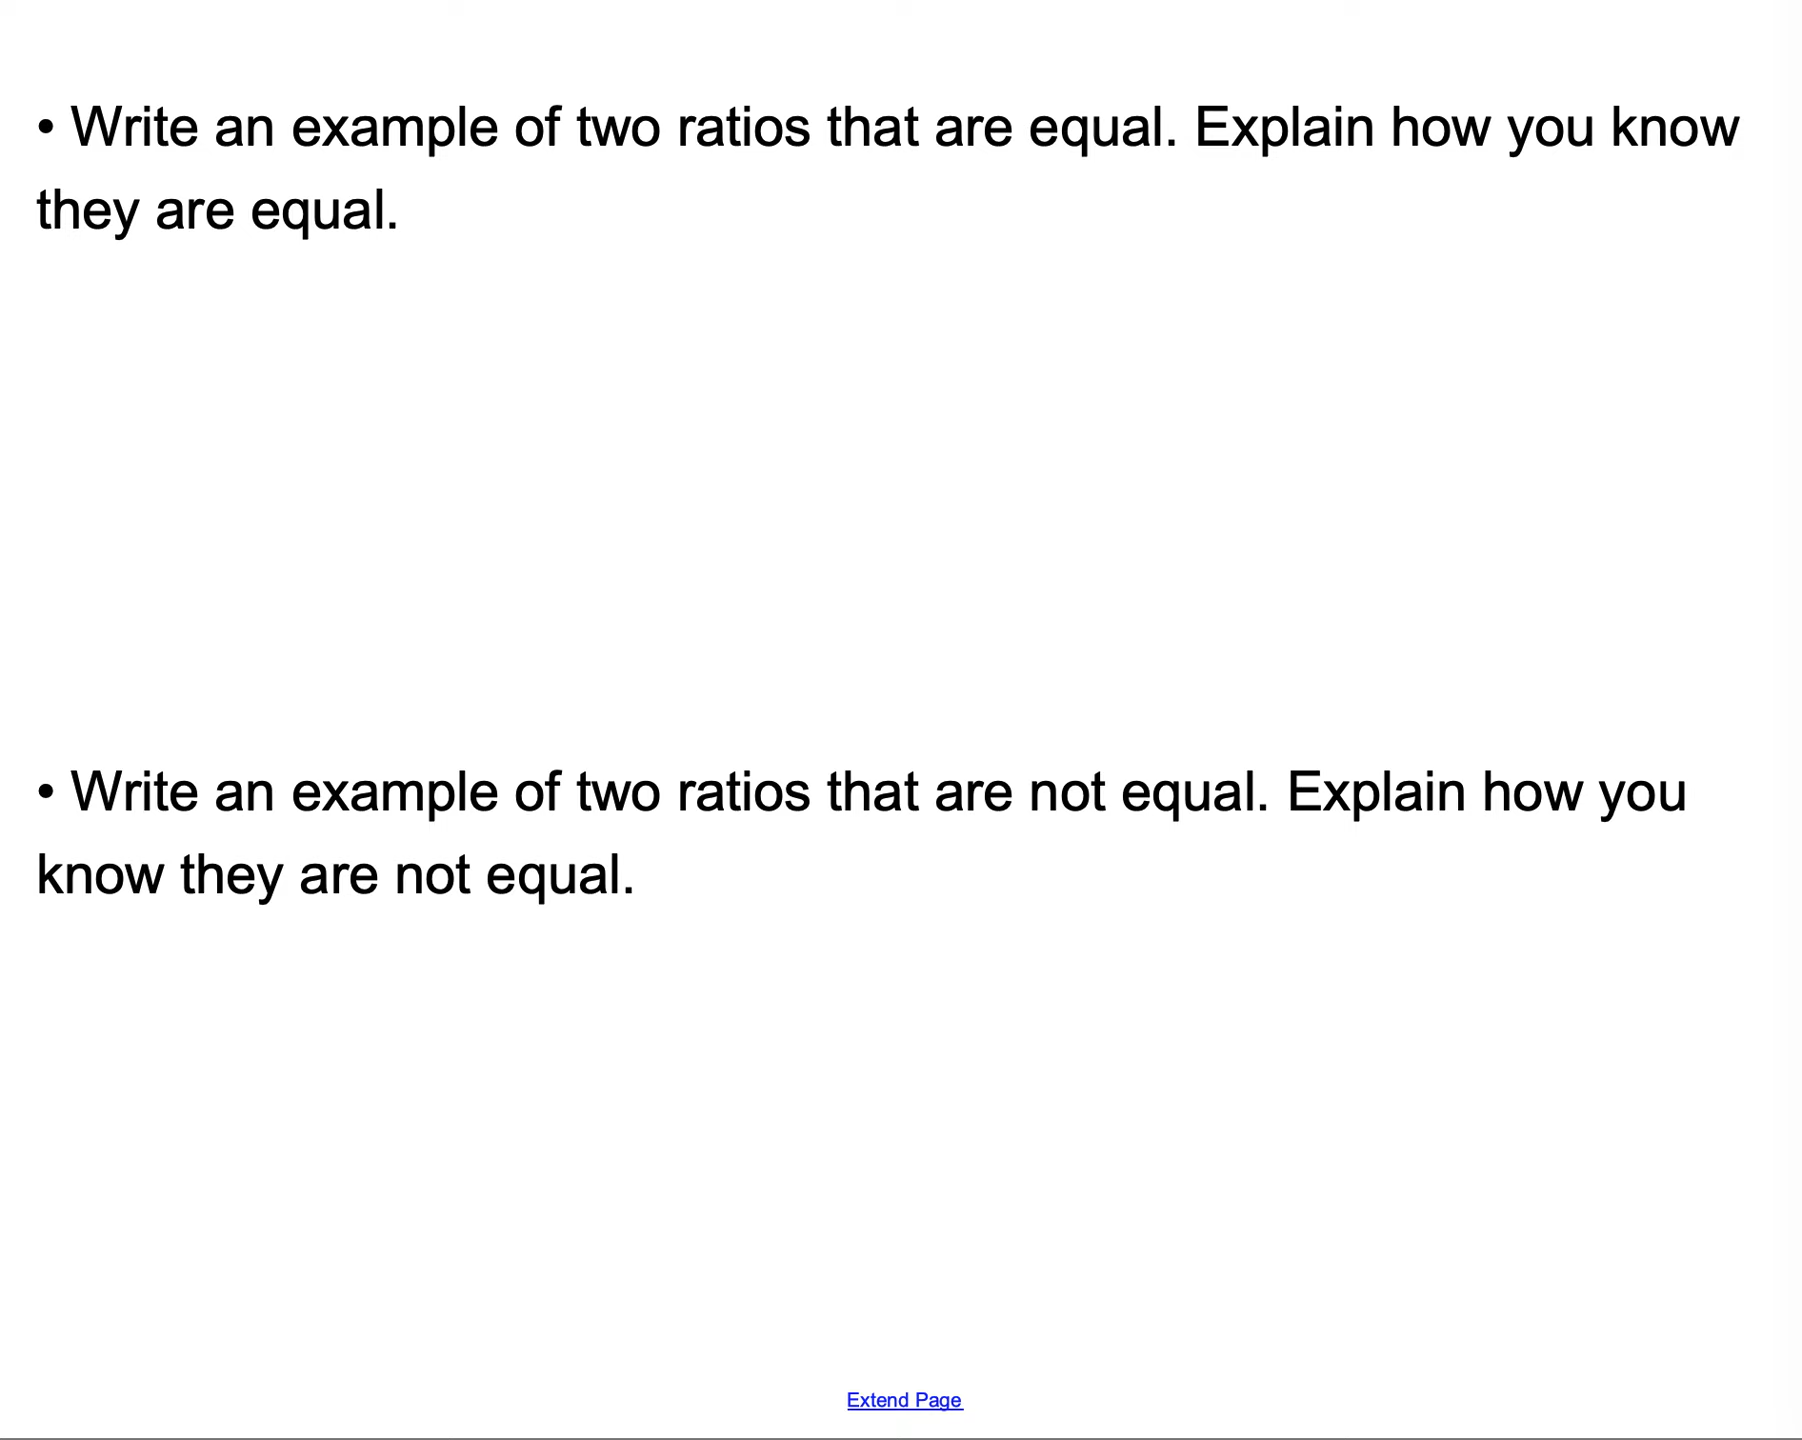 • Write an example of two ratios that are equal. Explain how you know
they are equal.
• Write an example of two ratios that are not equal. Explain how you
know they are not equal.
Extend Page